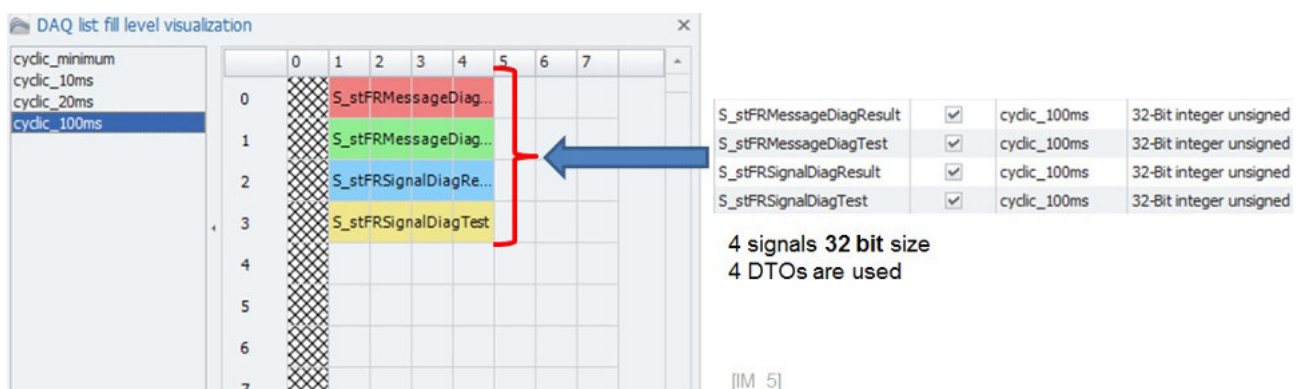 DAQ list fill level visualization
cyclic_minimum
cyclic_10ms
cyclic_20ms
cyclic_100ms
0 1 2 3 4 5 6 7
0 S_stFRMessageDiag...
1 S_stFRMessageDiag...
2 S_stFRSignalDiagRe...
3 S_stFRSignalDiagTest
4
5
6
7
S_stFRMessageDiagResult cyclic_100ms 32-Bit integer unsigned
S_stFRMessageDiagTest cyclic_100ms 32-Bit integer unsigned
S_stFRSignalDiagResult cyclic_100ms 32-Bit integer unsigned
S_stFRSignalDiagTest cyclic_100ms 32-Bit integer unsigned
4 signals 32 bit size
4 DTOs are used
[IM_5]